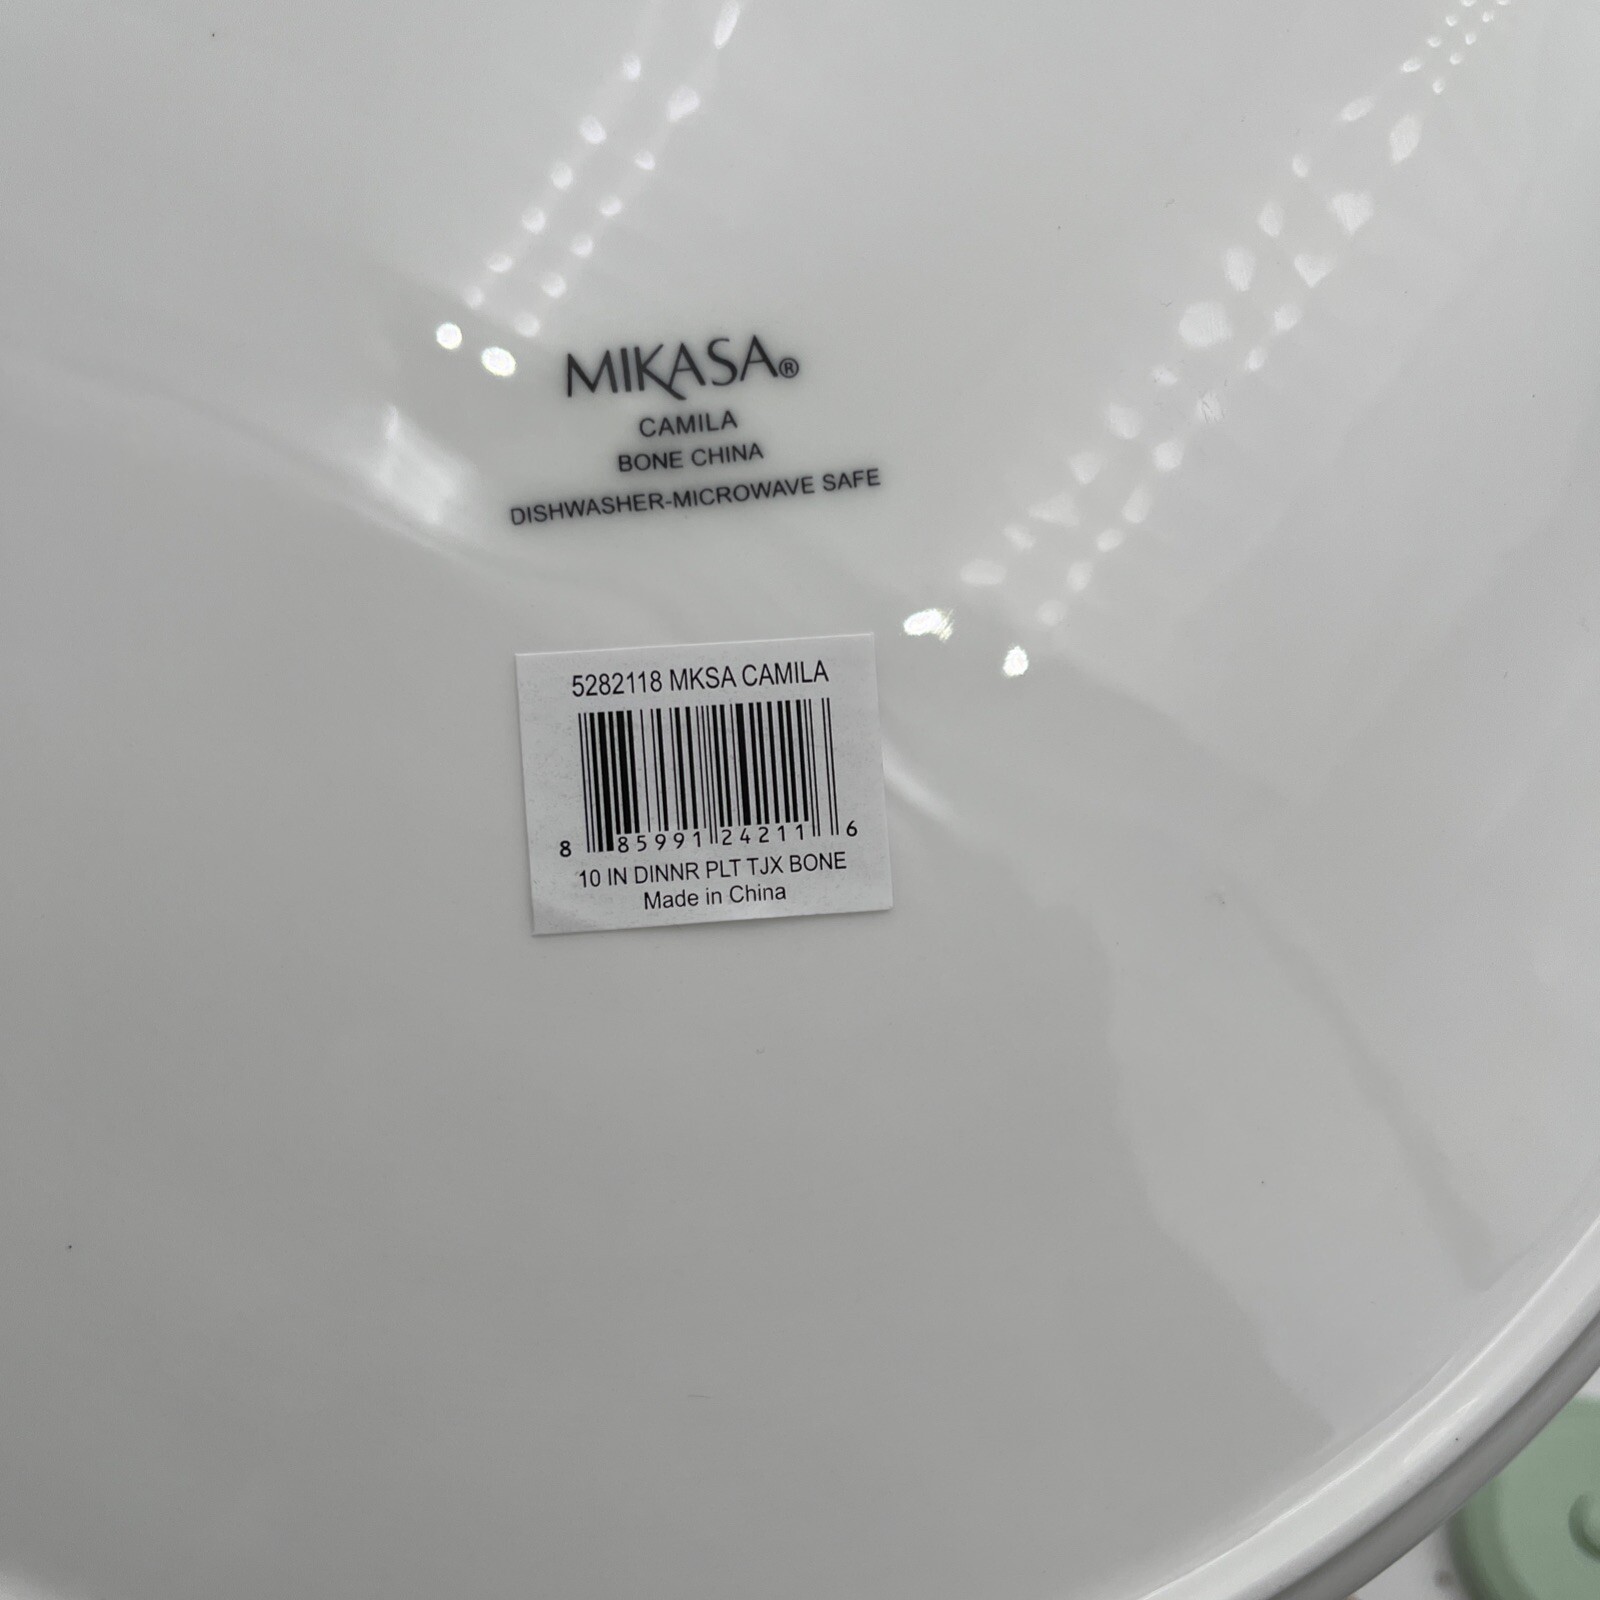 MIKASA®
CAMILA
BONE CHINA
DISHWASHER-MICROWAVE SAFE
5282118 MKSA CAMILA
8 85991 24211 6
10 IN DINNR PLT TJX BONE
Made in China